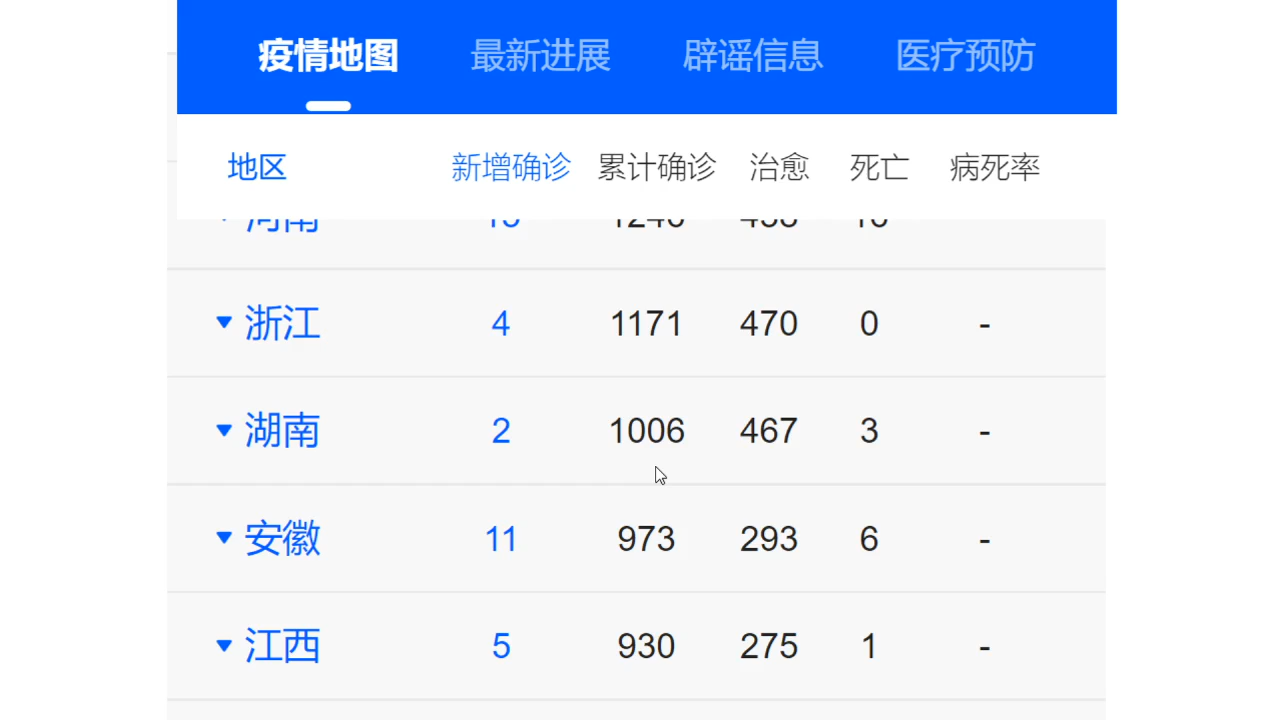 疫情地图 最新进展 辟谣信息 医疗预防
地区 新增确诊 累计确诊 治愈 死亡 病死率
河南
浙江 4 1171 470 0 -
湖南 2 1006 467 3 -
安徽 11 973 293 6 -
江西 5 930 275 1 -